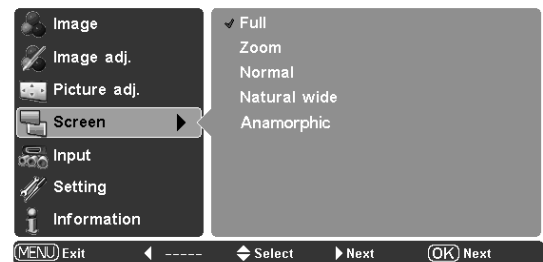 Image
Image adj.
Picture adj.
Screen
Input
Setting
Information
Full
Zoom
Normal
Natural wide
Anamorphic
MENU Exit ----- Select Next OK Next